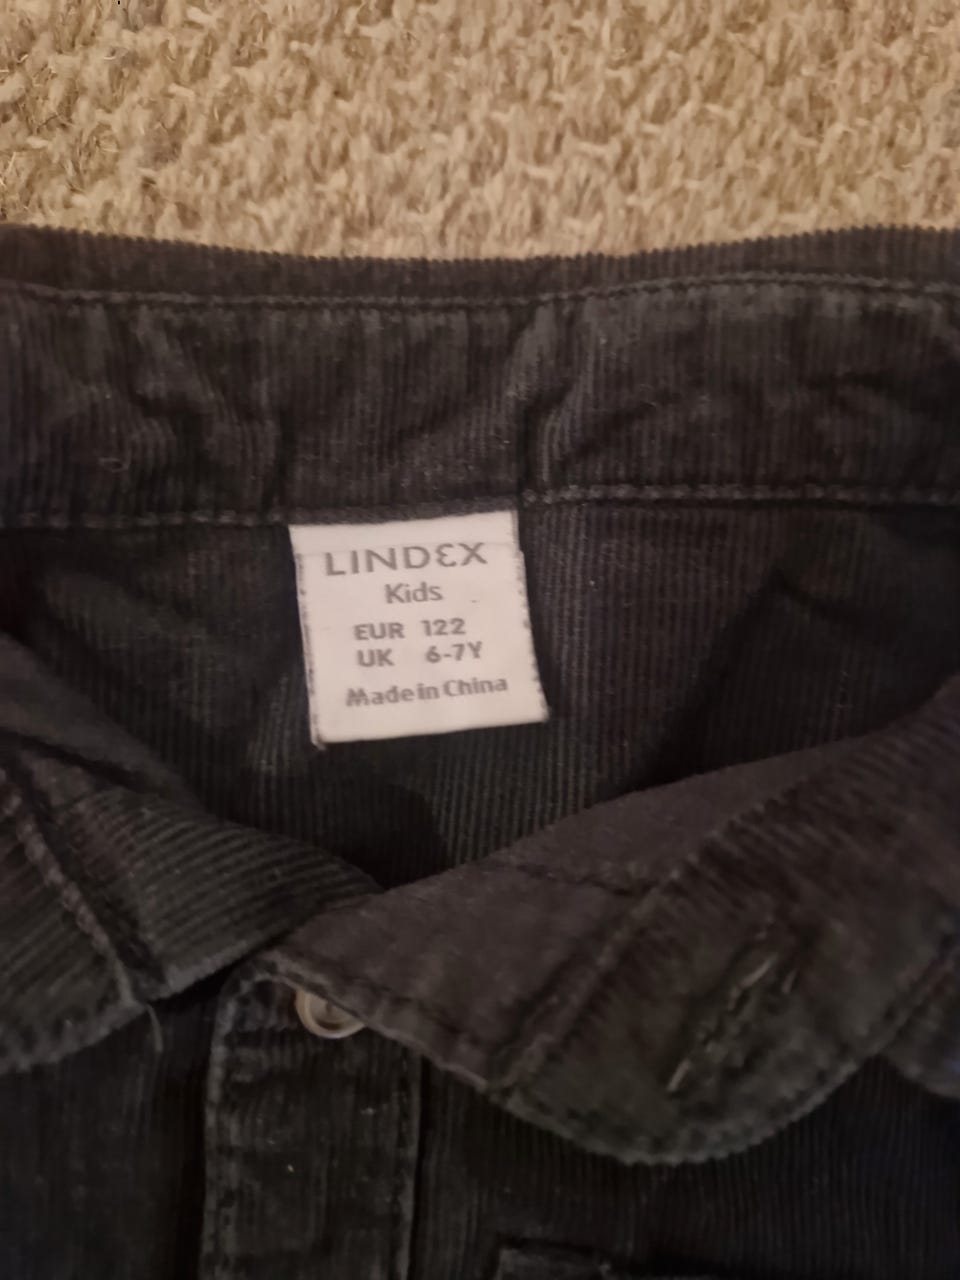 LINDEX
Kids
EUR 122
UK 6-7Y
Made in China